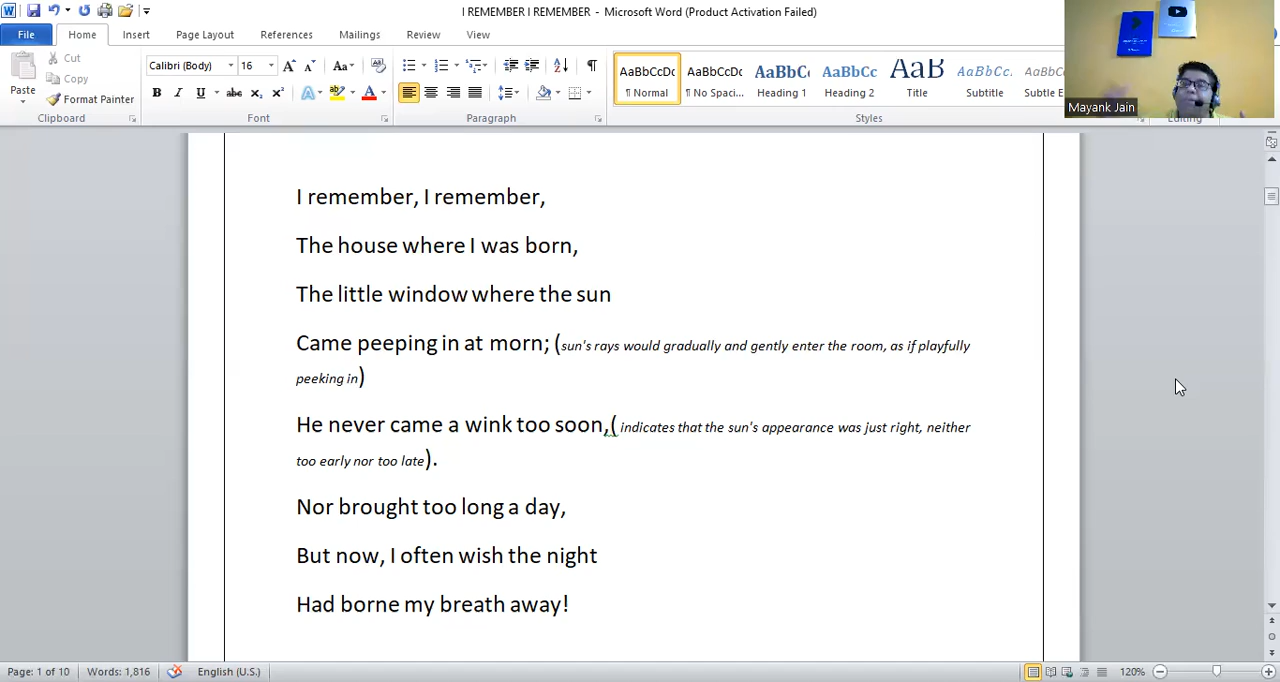 I REMEMBER I REMEMBER - Microsoft Word (Product Activation Failed)
File Home Insert Page Layout References Mailings Review View
Cut
Copy
Paste
Format Painter
Calibri (Body) 16
AaBbCcDc AaBbCcDc AaBbC AaBbCc AaB AaBbCc. AaBbCc
¶ Normal ¶ No Spaci... Heading 1 Heading 2 Title Subtitle Subtle E
Clipboard Font Paragraph Styles Editing
Mayank Jain
I remember, I remember,
The house where I was born,
The little window where the sun
Came peeping in at morn; (sun's rays would gradually and gently enter the room, as if playfully
peeking in)
He never came a wink too soon,( indicates that the sun's appearance was just right, neither
too early nor too late).
Nor brought too long a day,
But now, I often wish the night
Had borne my breath away!
Page: 1 of 10 Words: 1,816 English (U.S.) 120%